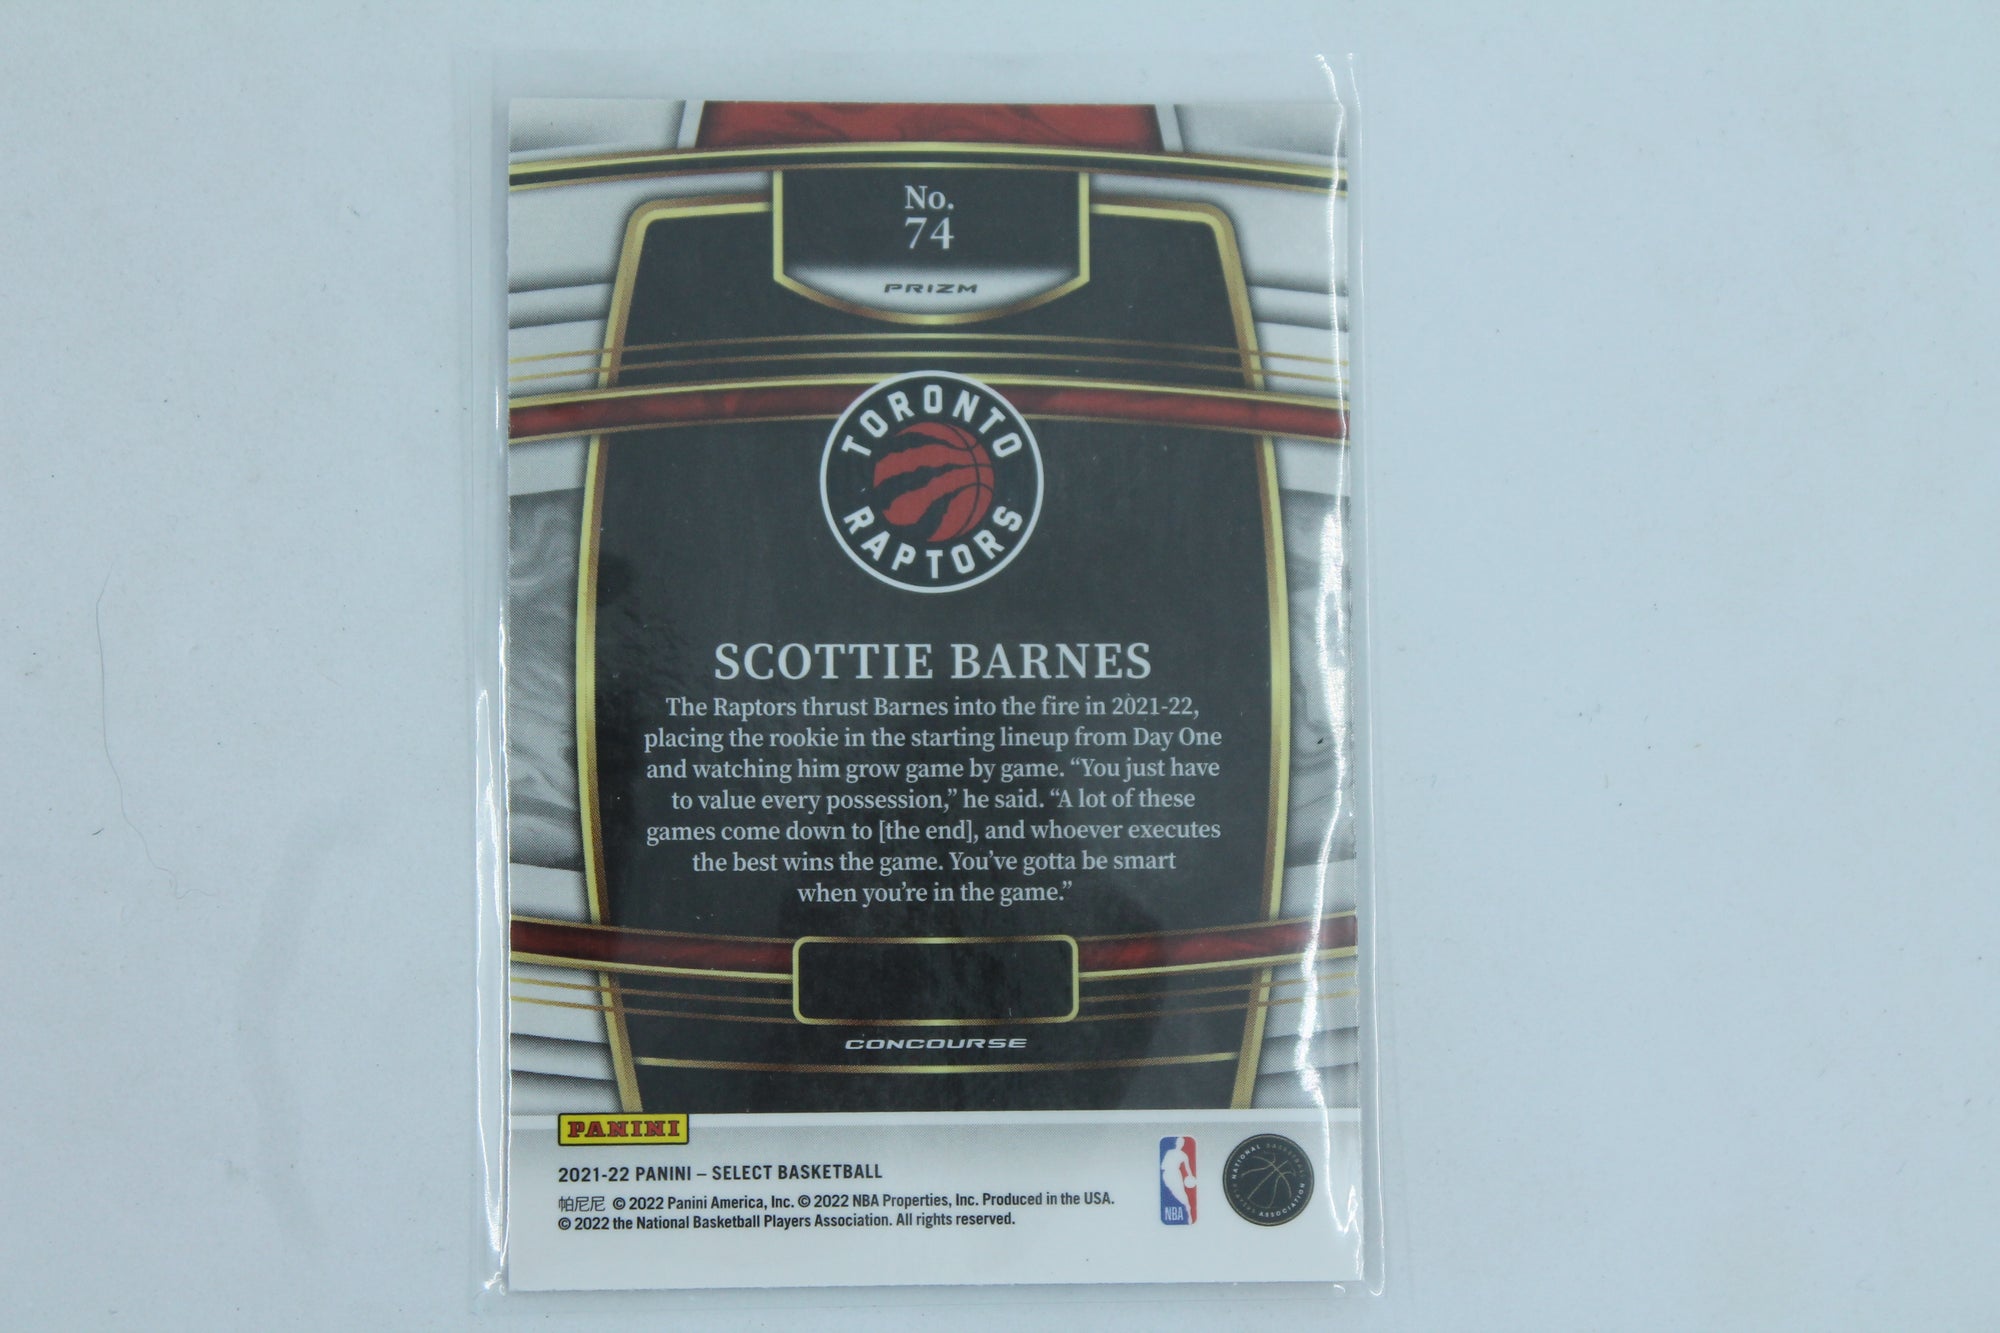 No.
74
PRIZM
TORONTO
RAPTORS
SCOTTIE BARNES
The Raptors thrust Barnes into the fire in 2021-22,
placing the rookie in the starting lineup from Day One
and watching him grow game by game. “You just have
to value every possession,” he said. “A lot of these
games come down to [the end], and whoever executes
the best wins the game. You’ve gotta be smart
when you’re in the game.”
CONCOURSE
PANINI
2021-22 PANINI – SELECT BASKETBALL
帕尼尼 © 2022 Panini America, Inc. © 2022 NBA Properties, Inc. Produced in the USA.
© 2022 the National Basketball Players Association. All rights reserved.
NBA
NATIONAL BASKETBALL
PLAYERS ASSOCIATION